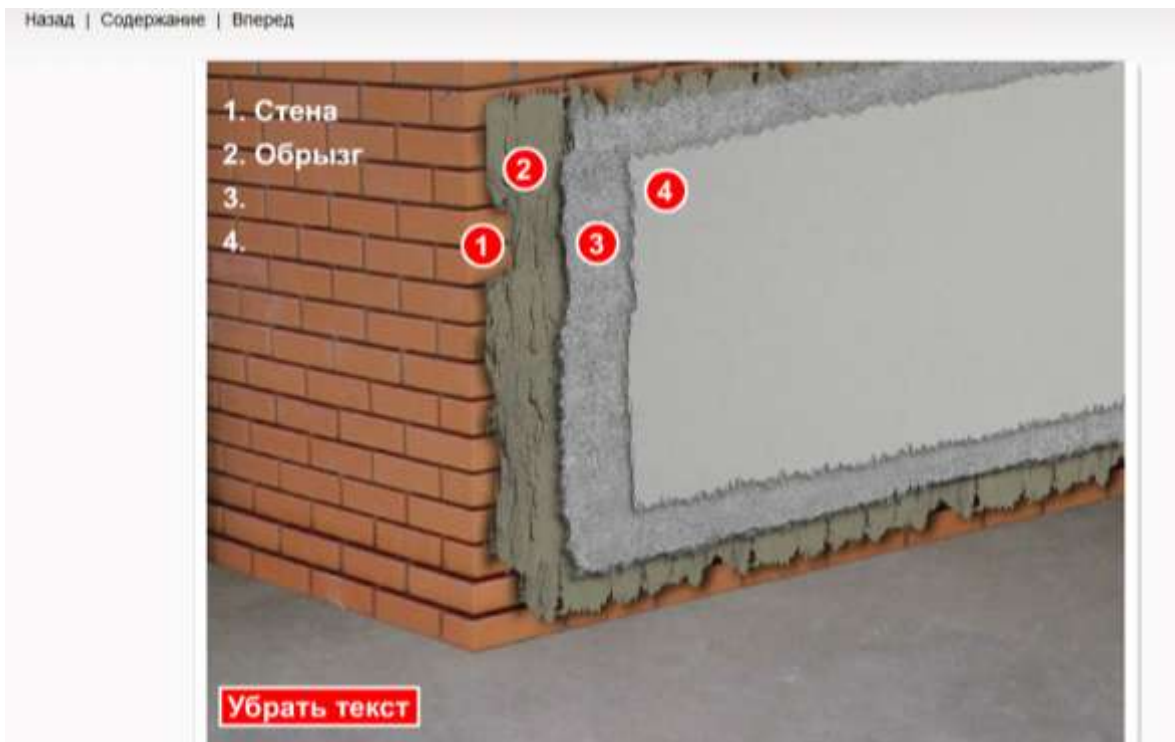 Назад | Содержание | Вперед
1. Стена
2. Обрызг
3.
4.
2
4
1
3
Убрать текст